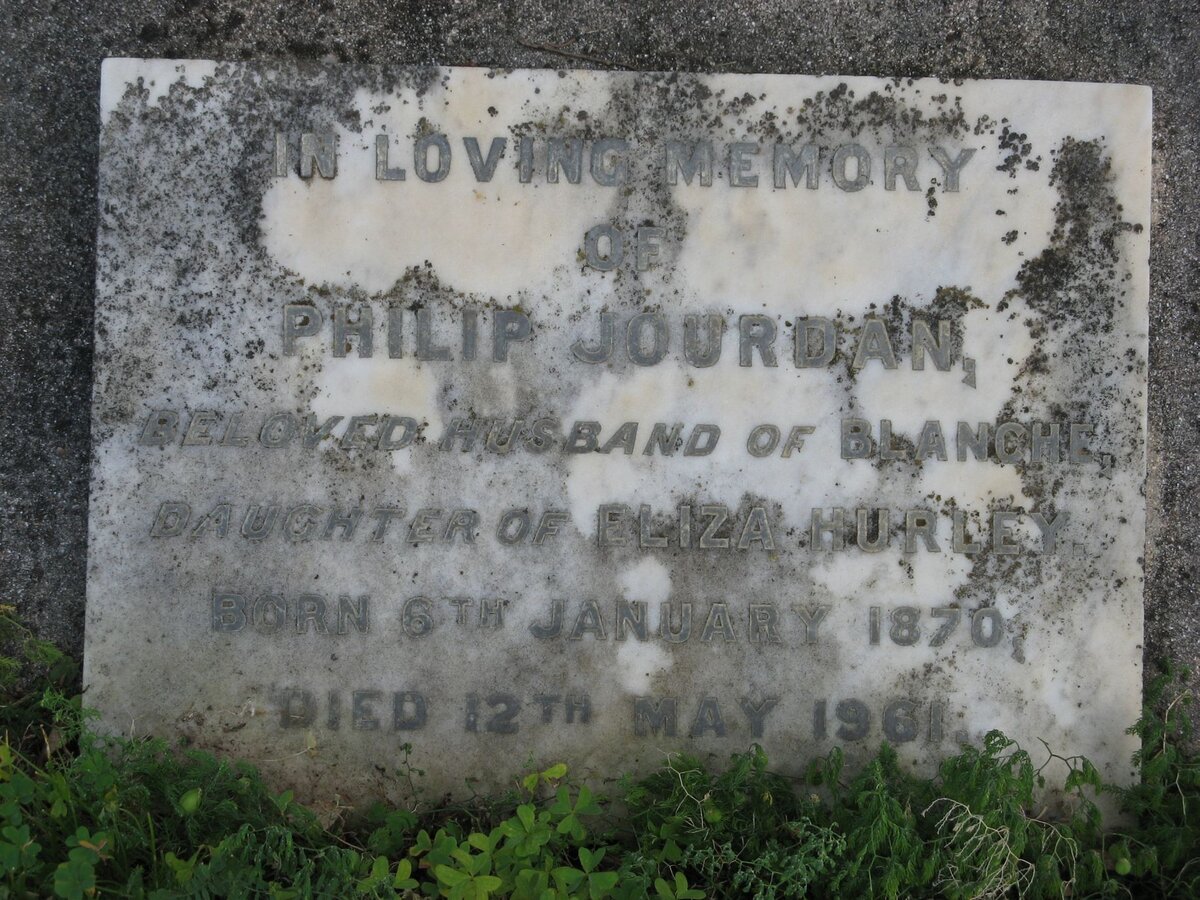 IN LOVING MEMORY
OF
PHILIP JOURDAN,
BELOVED HUSBAND OF BLANCHE,
DAUGHTER OF ELIZA HURLEY.
BORN 6TH JANUARY 1870,
DIED 12TH MAY 1961.